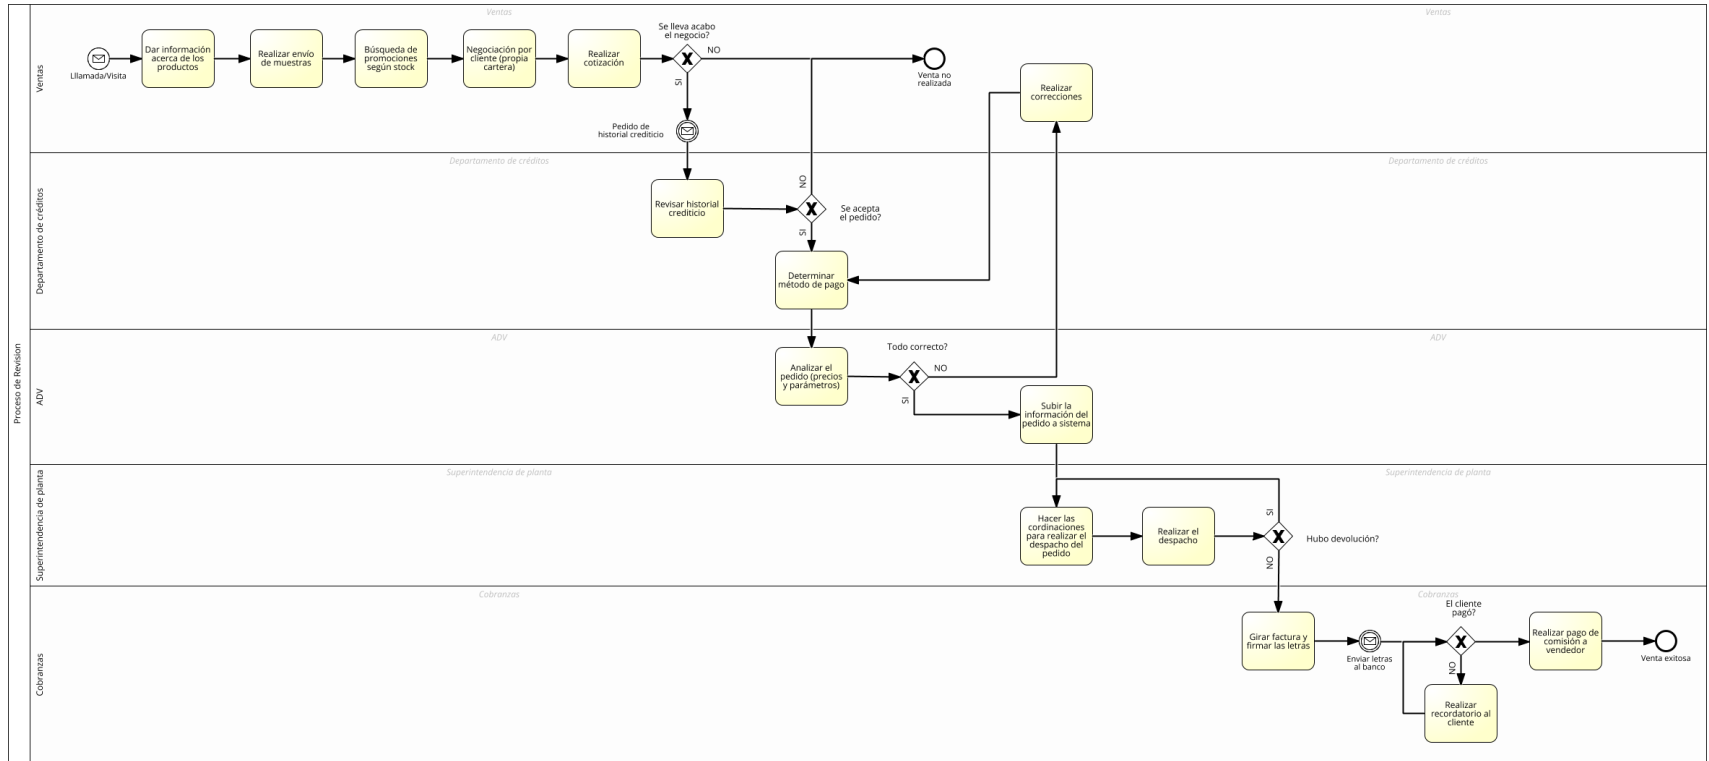 Proceso de Revision
Ventas
Ventas
Ventas
Lllamada/Visita
Dar información
acerca de los
productos
Realizar envío
de muestras
Búsqueda de
promociones
según stock
Negociación por
cliente (propia
cartera)
Realizar
cotización
Se lleva acabo
el negocio?
NO
SI
Venta no
realizada
Realizar
correcciones
Pedido de
historial crediticio
Departamento de créditos
Departamento de créditos
Departamento de créditos
Revisar historial
crediticio
NO
Se acepta
el pedido?
SI
Determinar
método de pago
ADV
ADV
ADV
Analizar el
pedido (precios
y parámetros)
Todo correcto?
NO
SI
Subir la
información del
pedido a sistema
Superintendencia de planta
Superintendencia de planta
Superintendencia de planta
Hacer las
cordinaciones
para realizar el
despacho del
pedido
Realizar el
despacho
SI
Hubo devolución?
NO
Cobranzas
Cobranzas
Cobranzas
Girar factura y
firmar las letras
Enviar letras
al banco
El cliente
pagó?
NO
Realizar
recordatorio al
cliente
Realizar pago de
comisión a
vendedor
Venta exitosa